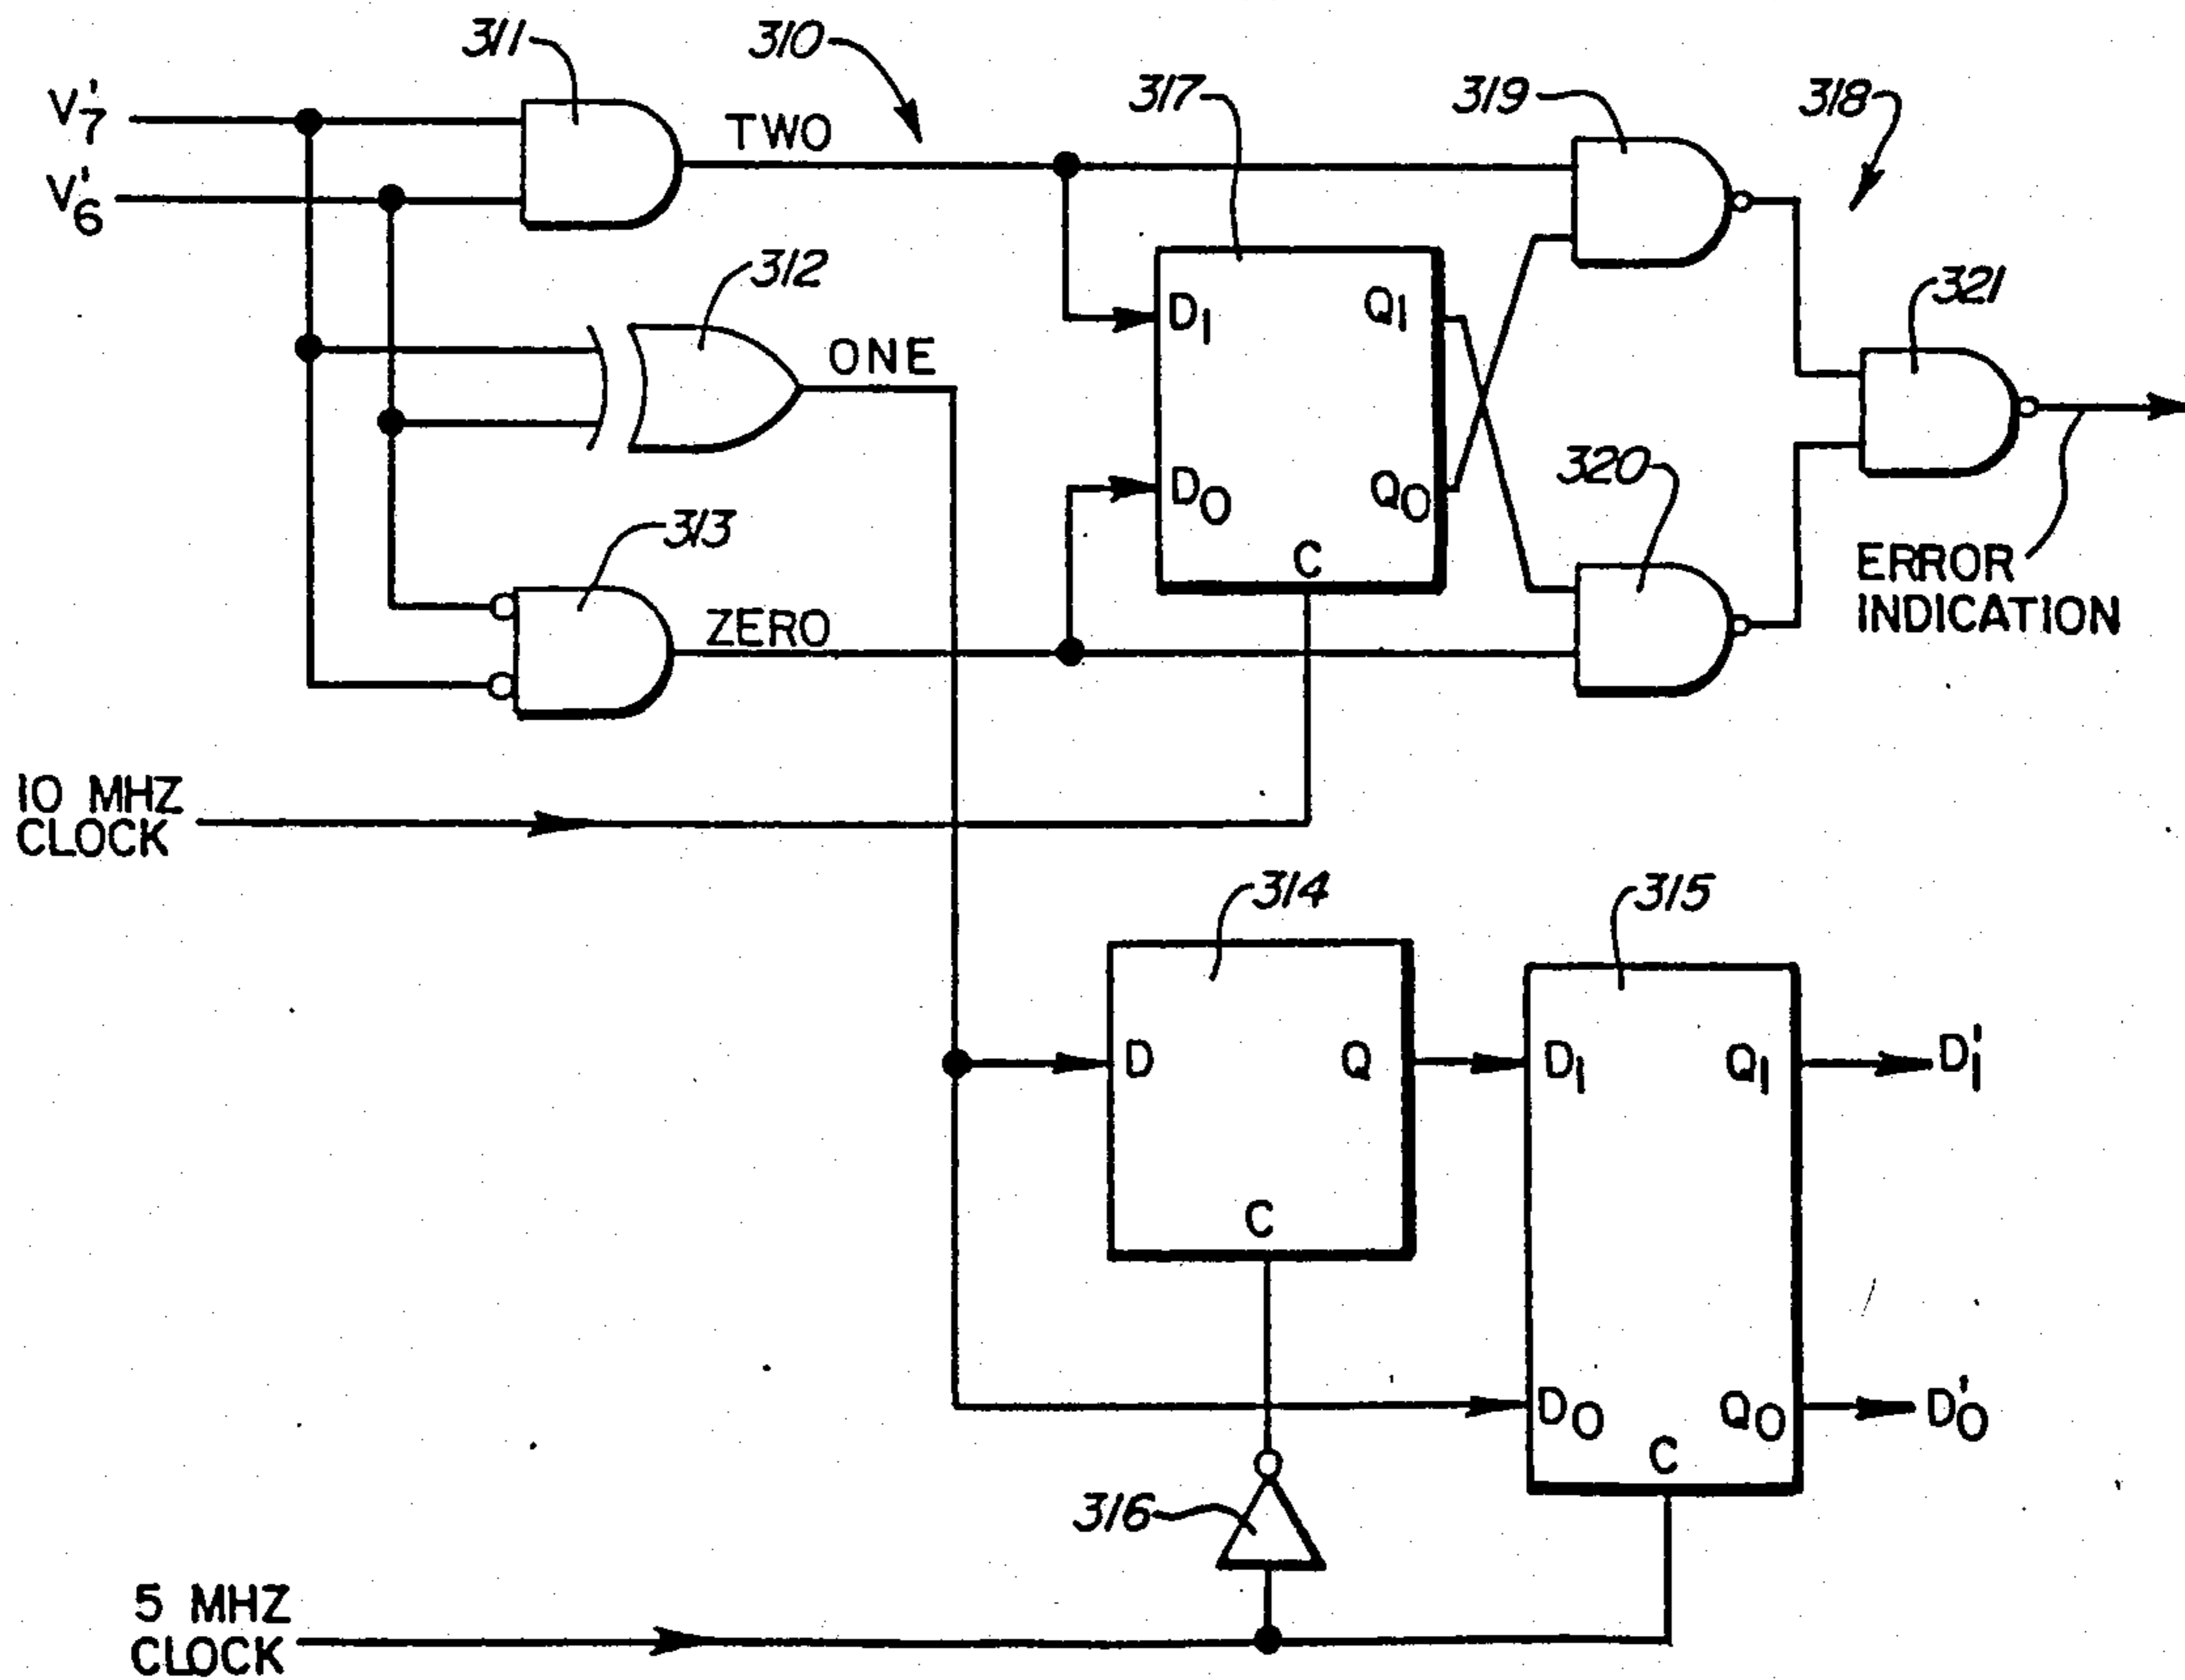 311
310
317
319
318
V'7
TWO
V'6
312
321
D1
Q1
ONE
320
D0
Q0
313
C
ERROR
INDICATION
ZERO
10 MHZ
CLOCK
314
315
D
Q
D1
Q1
D'1
C
D0
Q0
D'0
C
316
5 MHZ
CLOCK